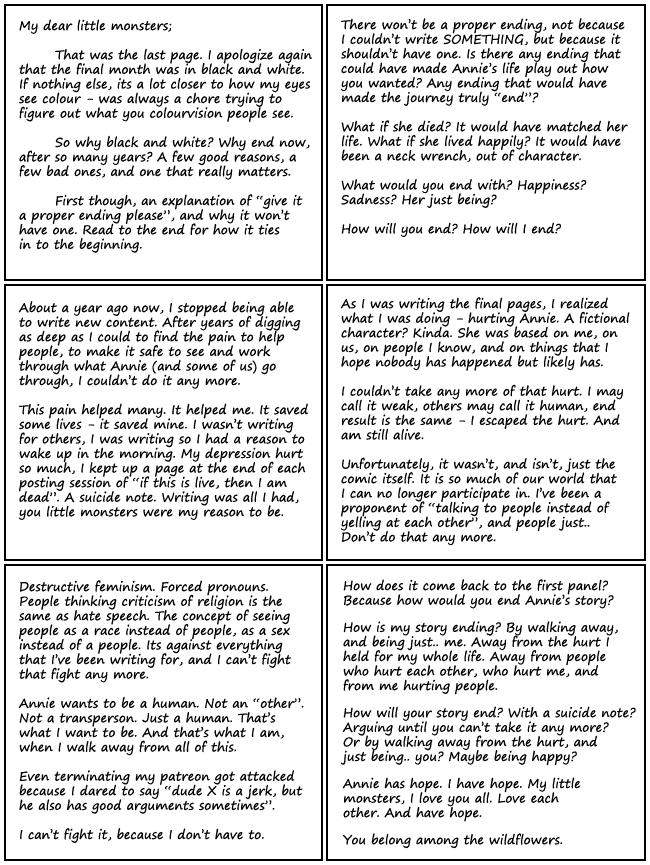 My dear little monsters;
That was the last page. I apologize again
that the final month was in black and white.
If nothing else, its a lot closer to how my eyes
see colour - was always a chore trying to
figure out what you colourvision people see.
So why black and white? Why end now,
after so many years? A few good reasons, a
few bad ones, and one that really matters.
First though, an explanation of "give it
a proper ending please", and why it won't
have one. Read to the end for how it ties
in to the beginning.
There won't be a proper ending, not because
I couldn't write SOMETHING, but because it
shouldn't have one. Is there any ending that
could have made Annie's life play out how
you wanted? Any ending that would have
made the journey truly "end"?
What if she died? It would have matched her
life. What if she lived happily? It would have
been a neck wrench, out of character.
What would you end with? Happiness?
Sadness? Her just being?
How will you end? How will I end?
About a year ago now, I stopped being able
to write new content. After years of digging
as deep as I could to find the pain to help
people, to make it safe to see and work
through what Annie (and some of us) go
through, I couldn't do it any more.
This pain helped many. It helped me. It saved
some lives - it saved mine. I wasn't writing
for others, I was writing so I had a reason to
wake up in the morning. My depression hurt
so much, I kept up a page at the end of each
posting session of "if this is live, then I am
dead". A suicide note. Writing was all I had,
you little monsters were my reason to be.
As I was writing the final pages, I realized
what I was doing - hurting Annie. A fictional
character? Kinda. She was based on me, on
us, on people I know, and on things that I
hope nobody has happened but likely has.
I couldn't take any more of that hurt. I may
call it weak, others may call it human, end
result is the same - I escaped the hurt. And
am still alive.
Unfortunately, it wasn't, and isn't, just the
comic itself. It is so much of our world that
I can no longer participate in. I've been a
proponent of "talking to people instead of
yelling at each other", and people just..
Don't do that any more.
Destructive feminism. Forced pronouns.
People thinking criticism of religion is the
same as hate speech. The concept of seeing
people as a race instead of people, as a sex
instead of a people. Its against everything
that I've been writing for, and I can't fight
that fight any more.
Annie wants to be a human. Not an "other".
Not a transperson. Just a human. That's
what I want to be. And that's what I am,
when I walk away from all of this.
Even terminating my patreon got attacked
because I dared to say "dude X is a jerk, but
he also has good arguments sometimes".
I can't fight it, because I don't have to.
How does it come back to the first panel?
Because how would you end Annie's story?
How is my story ending? By walking away,
and being just.. me. Away from the hurt I
held for my whole life. Away from people
who hurt each other, who hurt me, and
from me hurting people.
How will your story end? With a suicide note?
Arguing until you can't take it any more?
Or by walking away from the hurt, and
just being.. you? Maybe being happy?
Annie has hope. I have hope. My little
monsters, I love you all. Love each
other. And have hope.
You belong among the wildflowers.